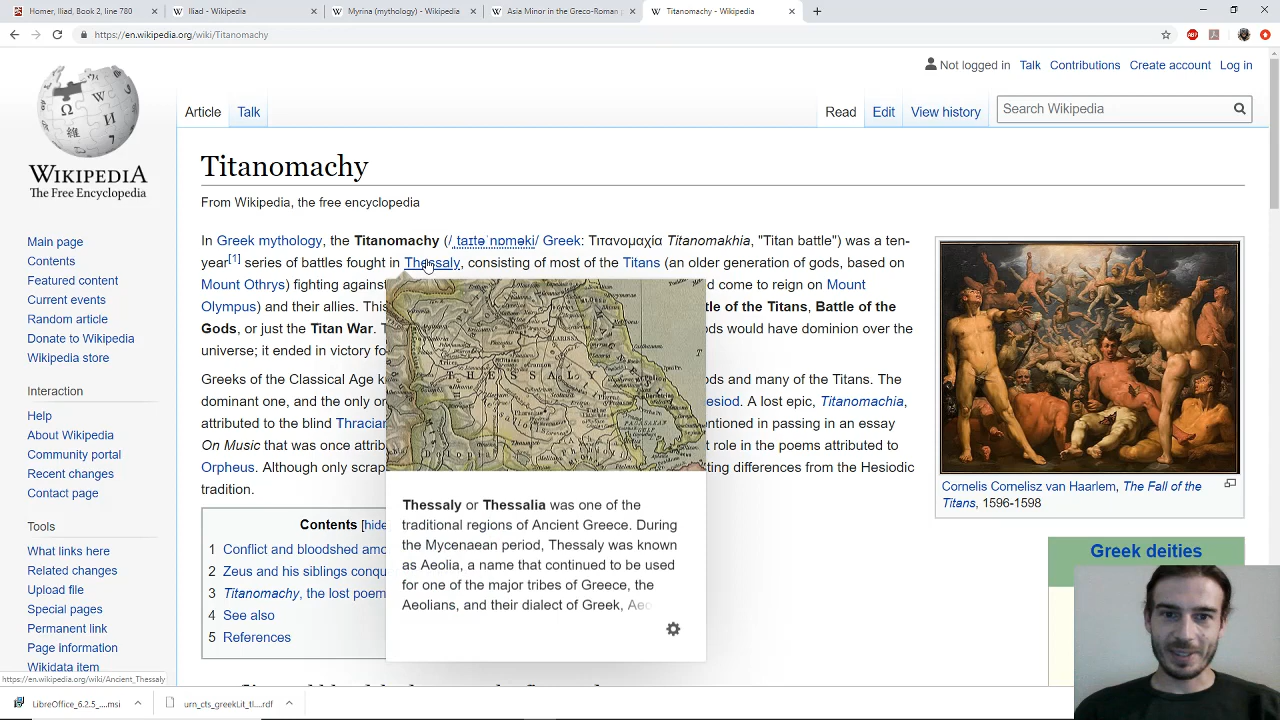 Homer, Iliad, Book 2, line 780
Iliad - Wikipedia
Myrina (mythology) - Wikipedia
Asia Minor in the Greco-Roman
Titanomachy - Wikipedia
https://en.wikipedia.org/wiki/Titanomachy
Not logged in Talk Contributions Create account Log in
Article Talk Read Edit View history Search Wikipedia
WIKIPEDIA
The Free Encyclopedia
Main page
Contents
Featured content
Current events
Random article
Donate to Wikipedia
Wikipedia store
Interaction
Help
About Wikipedia
Community portal
Recent changes
Contact page
Tools
What links here
Related changes
Upload file
Special pages
Permanent link
Page information
Wikidata item
Titanomachy
From Wikipedia, the free encyclopedia
In Greek mythology, the Titanomachy (/ˌtaɪtəˈnɒməki/ Greek: Τιτανομαχία Titanomakhia, "Titan battle") was a ten-
year[1] series of battles fought in Thessaly, consisting of most of the Titans (an older generation of gods, based on
Mount Othrys) fighting against d come to reign on Mount
Olympus) and their allies. This tle of the Titans, Battle of the
Gods, or just the Titan War. T ds would have dominion over the
universe; it ended in victory fo
Greeks of the Classical Age k ds and many of the Titans. The
dominant one, and the only or esiod. A lost epic, Titanomachia,
attributed to the blind Thracian ntioned in passing in an essay
On Music that was once attrib t role in the poems attributed to
Orpheus. Although only scrap ting differences from the Hesiodic
tradition.
Contents [hide
1 Conflict and bloodshed amo
2 Zeus and his siblings conqu
3 Titanomachy, the lost poem
4 See also
5 References
THESSALY
LARISSA
Thessaly or Thessalia was one of the
traditional regions of Ancient Greece. During
the Mycenaean period, Thessaly was known
as Aeolia, a name that continued to be used
for one of the major tribes of Greece, the
Aeolians, and their dialect of Greek, Aeo
Cornelis Cornelisz van Haarlem, The Fall of the
Titans, 1596-1598
Greek deities
https://en.wikipedia.org/wiki/Ancient_Thessaly
LibreOffice_6.2.5_....msi
urn_cts_greekLit_tl....rdf